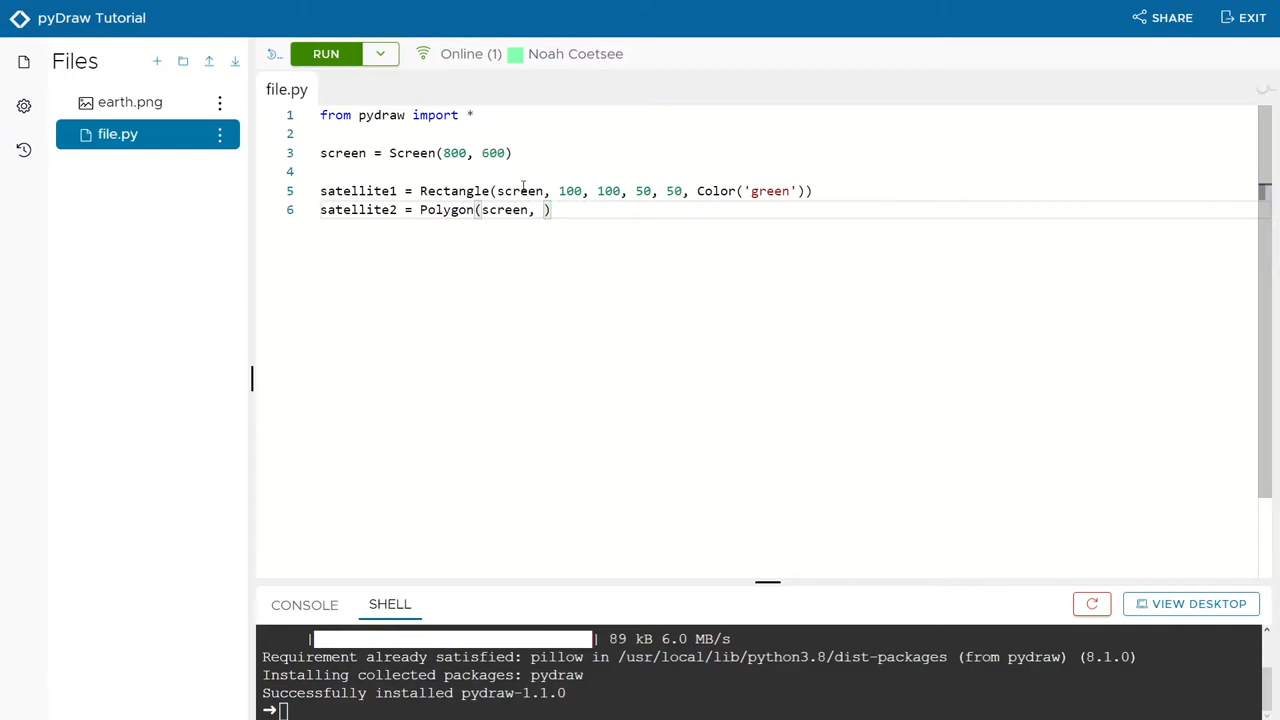 pyDraw Tutorial
SHARE
EXIT
Files
RUN
Online (1)
Noah Coetsee
earth.png
file.py
file.py
1 from pydraw import *
2
3 screen = Screen(800, 600)
4
5 satellite1 = Rectangle(screen, 100, 100, 50, 50, Color('green'))
6 satellite2 = Polygon(screen, )
CONSOLE
SHELL
VIEW DESKTOP
| | 89 kB 6.0 MB/s
Requirement already satisfied: pillow in /usr/local/lib/python3.8/dist-packages (from pydraw) (8.1.0)
Installing collected packages: pydraw
Successfully installed pydraw-1.1.0
→